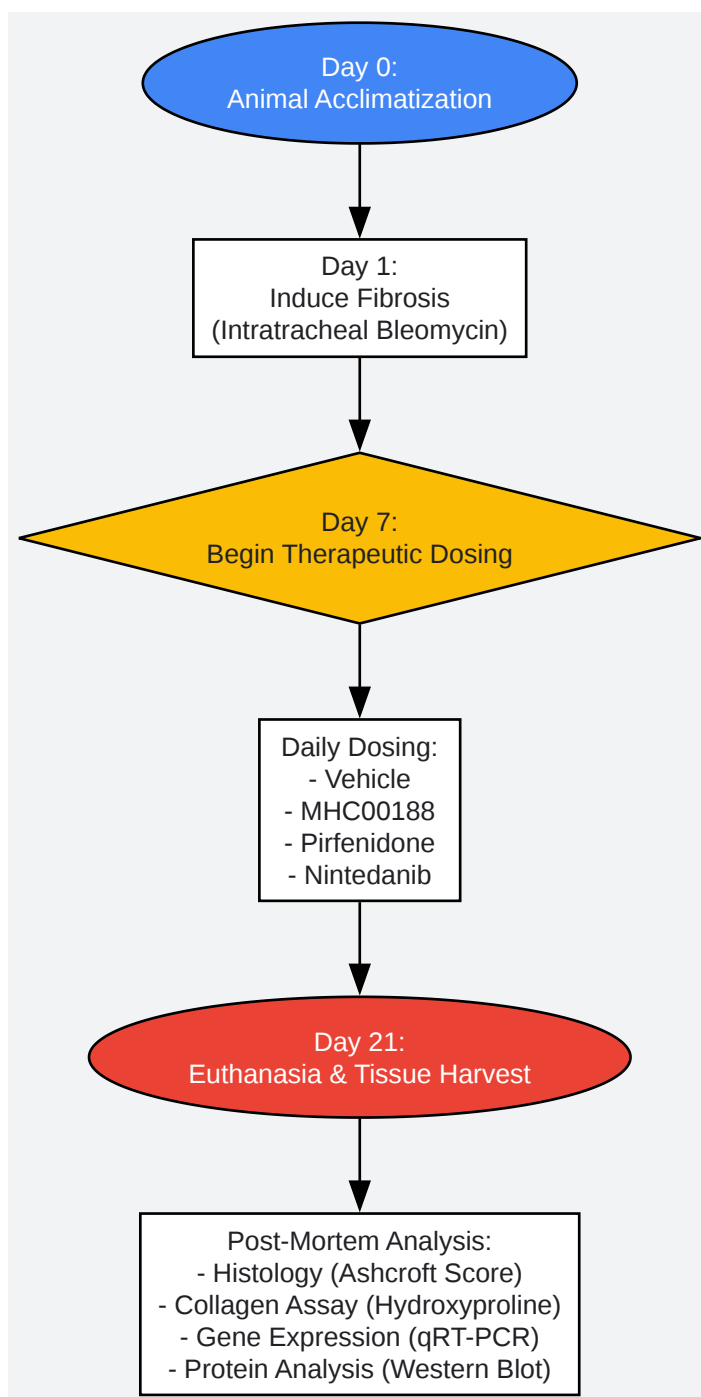 Day 0:
Animal Acclimatization
Day 1:
Induce Fibrosis
(Intratracheal Bleomycin)
Day 7:
Begin Therapeutic Dosing
Daily Dosing:
- Vehicle
- MHC00188
- Pirfenidone
- Nintedanib
Day 21:
Euthanasia & Tissue Harvest
Post-Mortem Analysis:
- Histology (Ashcroft Score)
- Collagen Assay (Hydroxyproline)
- Gene Expression (qRT-PCR)
- Protein Analysis (Western Blot)